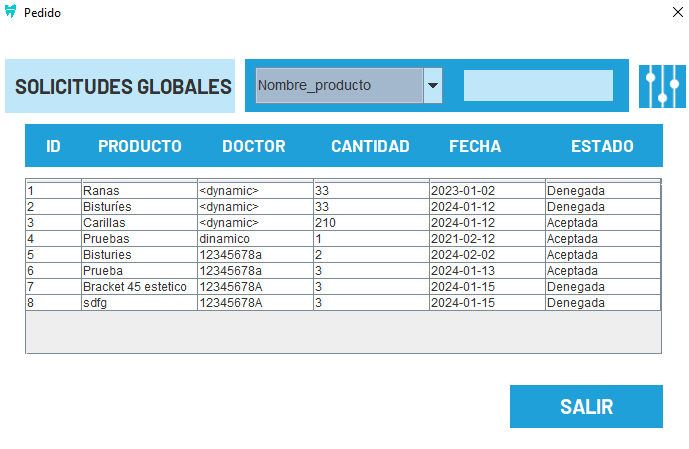 Pedido
SOLICITUDES GLOBALES Nombre_producto
ID PRODUCTO DOCTOR CANTIDAD FECHA ESTADO
1 Ranas <dynamic> 33 2023-01-02 Denegada
2 Bisturíes <dynamic> 33 2024-01-12 Denegada
3 Carillas <dynamic> 210 2024-01-12 Aceptada
4 Pruebas dinamico 1 2021-02-12 Aceptada
5 Bisturies 12345678a 2 2024-02-02 Aceptada
6 Prueba 12345678a 3 2024-01-13 Aceptada
7 Bracket 45 estetico 12345678A 3 2024-01-15 Denegada
8 sdfg 12345678A 3 2024-01-15 Denegada
SALIR